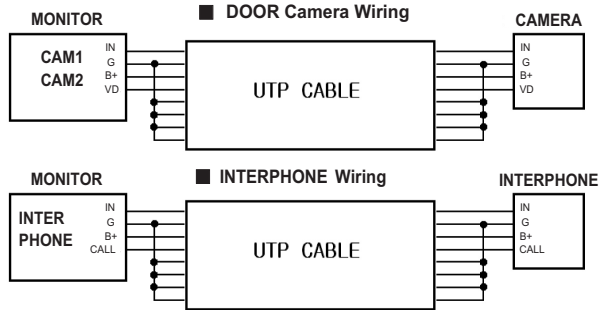 ■ DOOR Camera Wiring
MONITOR
CAM1
CAM2
IN
G
B+
VD
UTP CABLE
CAMERA
IN
G
B+
VD
■ INTERPHONE Wiring
MONITOR
INTER
PHONE
IN
G
B+
CALL
UTP CABLE
INTERPHONE
IN
G
B+
CALL